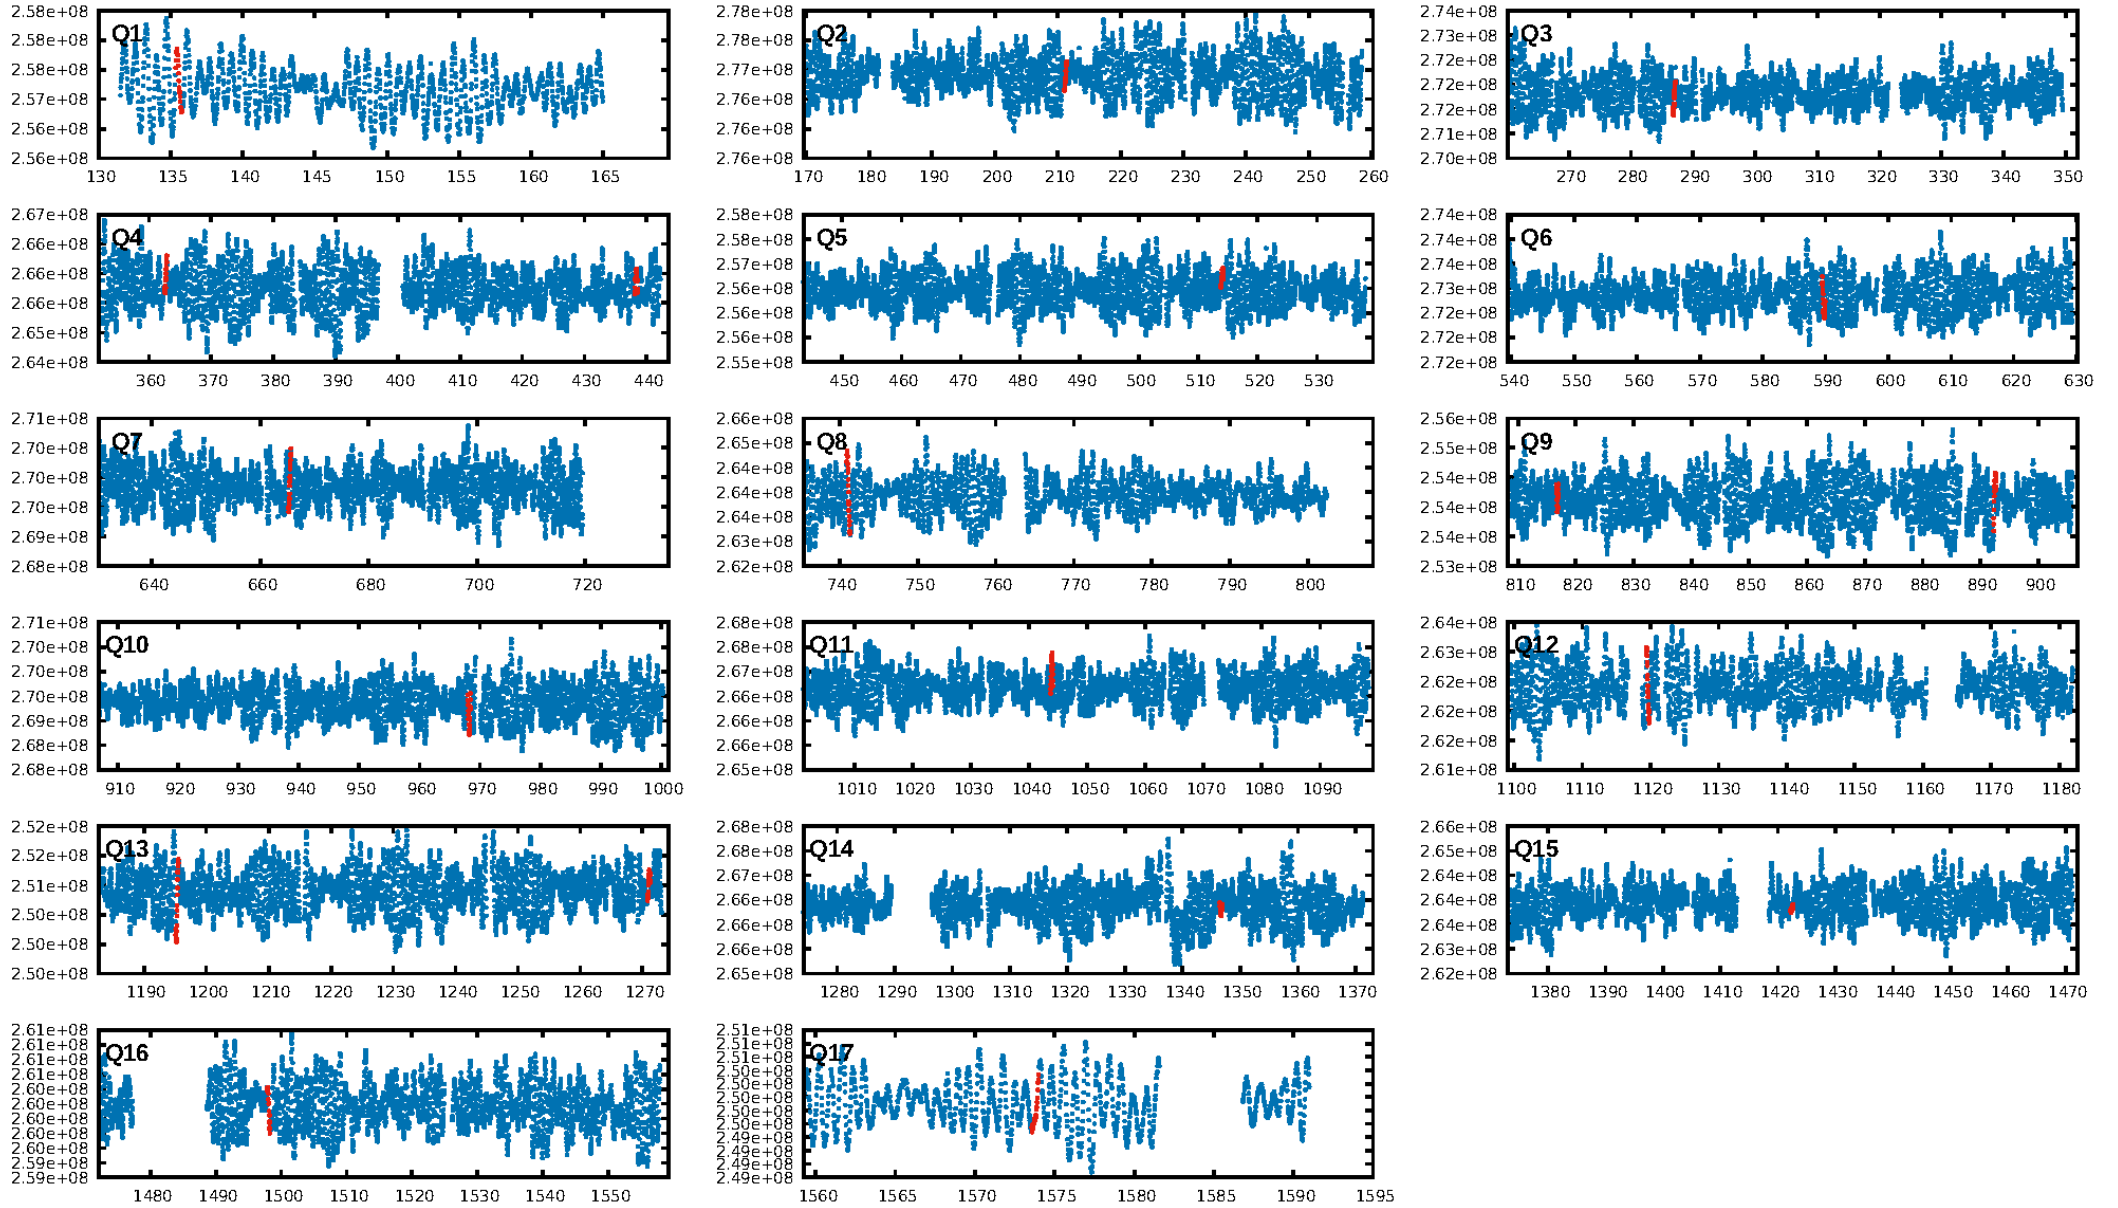 2.58e+08 2.58e+08 2.58e+08 2.57e+08 2.56e+08 2.56e+08
Q1
130 135 140 145 150 155 160 165
2.78e+08 2.78e+08 2.77e+08 2.76e+08 2.76e+08 2.76e+08
Q2
170 180 190 200 210 220 230 240 250 260
2.74e+08 2.73e+08 2.72e+08 2.72e+08 2.72e+08 2.71e+08 2.70e+08
Q3
270 280 290 300 310 320 330 340 350
2.67e+08 2.66e+08 2.66e+08 2.66e+08 2.65e+08 2.64e+08
Q4
360 370 380 390 400 410 420 430 440
2.58e+08 2.58e+08 2.57e+08 2.56e+08 2.56e+08 2.55e+08 2.55e+08
Q5
450 460 470 480 490 500 510 520 530
2.74e+08 2.74e+08 2.74e+08 2.73e+08 2.72e+08 2.72e+08 2.72e+08
Q6
540 550 560 570 580 590 600 610 620 630
2.71e+08 2.70e+08 2.70e+08 2.70e+08 2.69e+08 2.68e+08
Q7
640 660 680 700 720
2.66e+08 2.65e+08 2.64e+08 2.64e+08 2.64e+08 2.63e+08 2.62e+08
Q8
740 750 760 770 780 790 800
2.56e+08 2.55e+08 2.54e+08 2.54e+08 2.54e+08 2.53e+08
Q9
810 820 830 840 850 860 870 880 890 900
2.71e+08 2.70e+08 2.70e+08 2.70e+08 2.69e+08 2.68e+08 2.68e+08
Q10
910 920 930 940 950 960 970 980 990 1000
2.68e+08 2.68e+08 2.67e+08 2.66e+08 2.66e+08 2.66e+08 2.65e+08
Q11
1010 1020 1030 1040 1050 1060 1070 1080 1090
2.64e+08 2.63e+08 2.62e+08 2.62e+08 2.62e+08 2.61e+08
Q12
1100 1110 1120 1130 1140 1150 1160 1170 1180
2.52e+08 2.52e+08 2.51e+08 2.50e+08 2.50e+08 2.50e+08
Q13
1190 1200 1210 1220 1230 1240 1250 1260 1270
2.68e+08 2.68e+08 2.67e+08 2.66e+08 2.66e+08 2.66e+08 2.65e+08
Q14
1280 1290 1300 1310 1320 1330 1340 1350 1360 1370
2.66e+08 2.65e+08 2.64e+08 2.64e+08 2.64e+08 2.63e+08 2.62e+08
Q15
1380 1390 1400 1410 1420 1430 1440 1450 1460 1470
2.61e+08 2.61e+08 2.61e+08 2.61e+08 2.60e+08 2.60e+08 2.60e+08 2.60e+08 2.60e+08 2.59e+08 2.59e+08
Q16
1480 1490 1500 1510 1520 1530 1540 1550
2.51e+08 2.51e+08 2.51e+08 2.50e+08 2.50e+08 2.50e+08 2.50e+08 2.50e+08 2.49e+08 2.49e+08 2.49e+08 2.49e+08
Q17
1560 1565 1570 1575 1580 1585 1590 1595